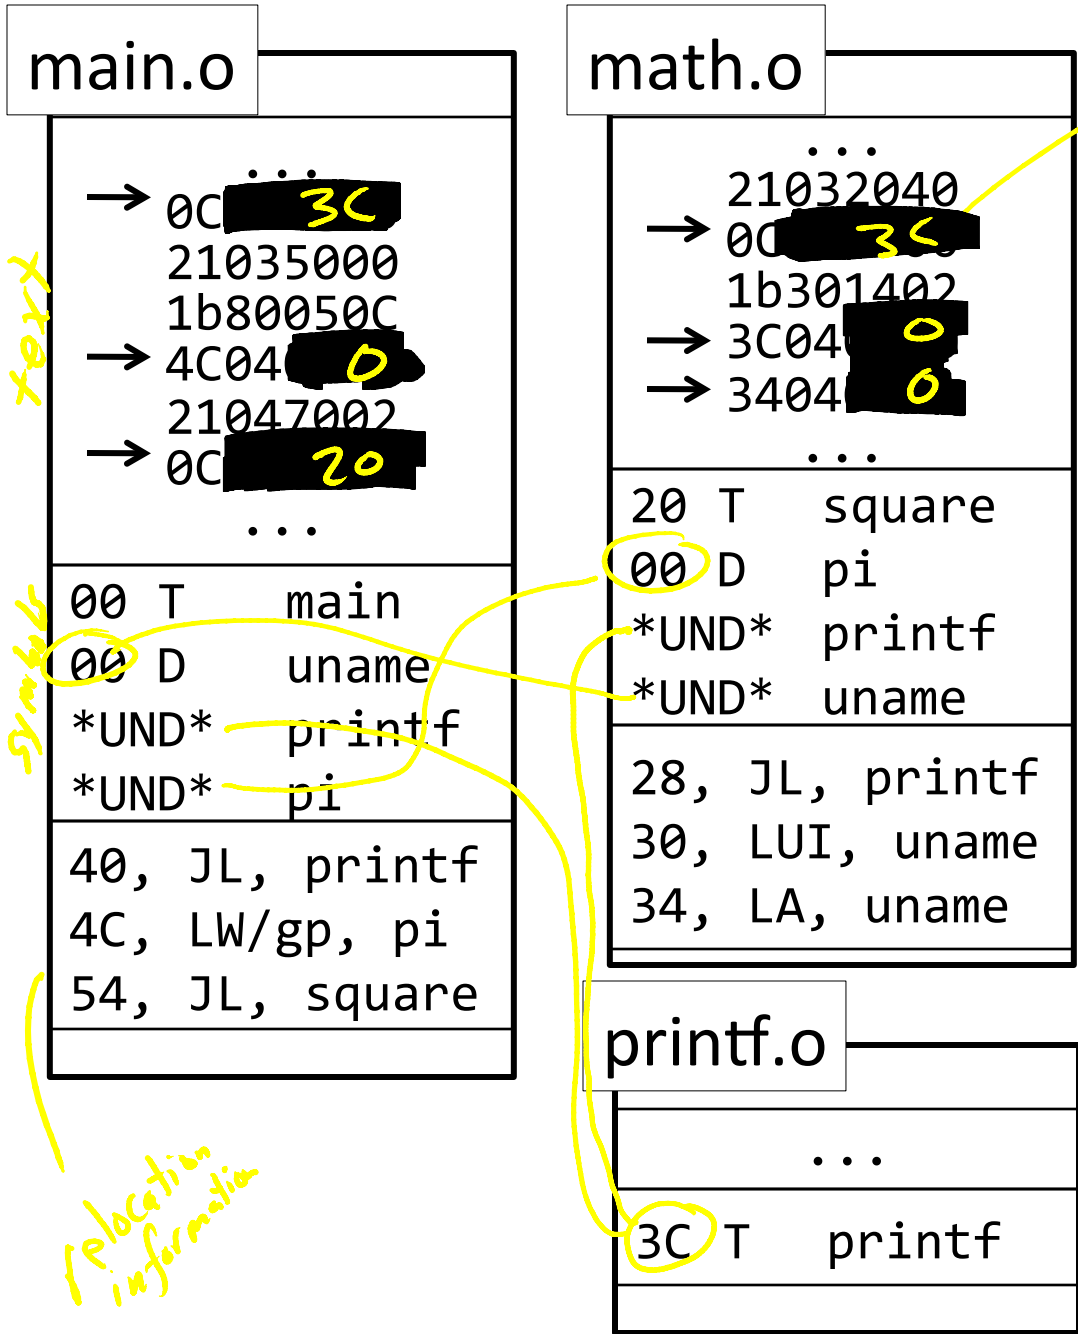 main.o
...
0C 3C
21035000
1b80050C
4C04 0
21047002
0C 20
...
text
00 T main
00 D uname
*UND* printf
*UND* pi
symbols
40, JL, printf
4C, LW/gp, pi
54, JL, square
relocation
information
math.o
...
21032040
0C 3C
1b301402
3C04 0
3404 0
...
20 T square
00 D pi
*UND* printf
*UND* uname
28, JL, printf
30, LUI, uname
34, LA, uname
printf.o
...
3C T printf